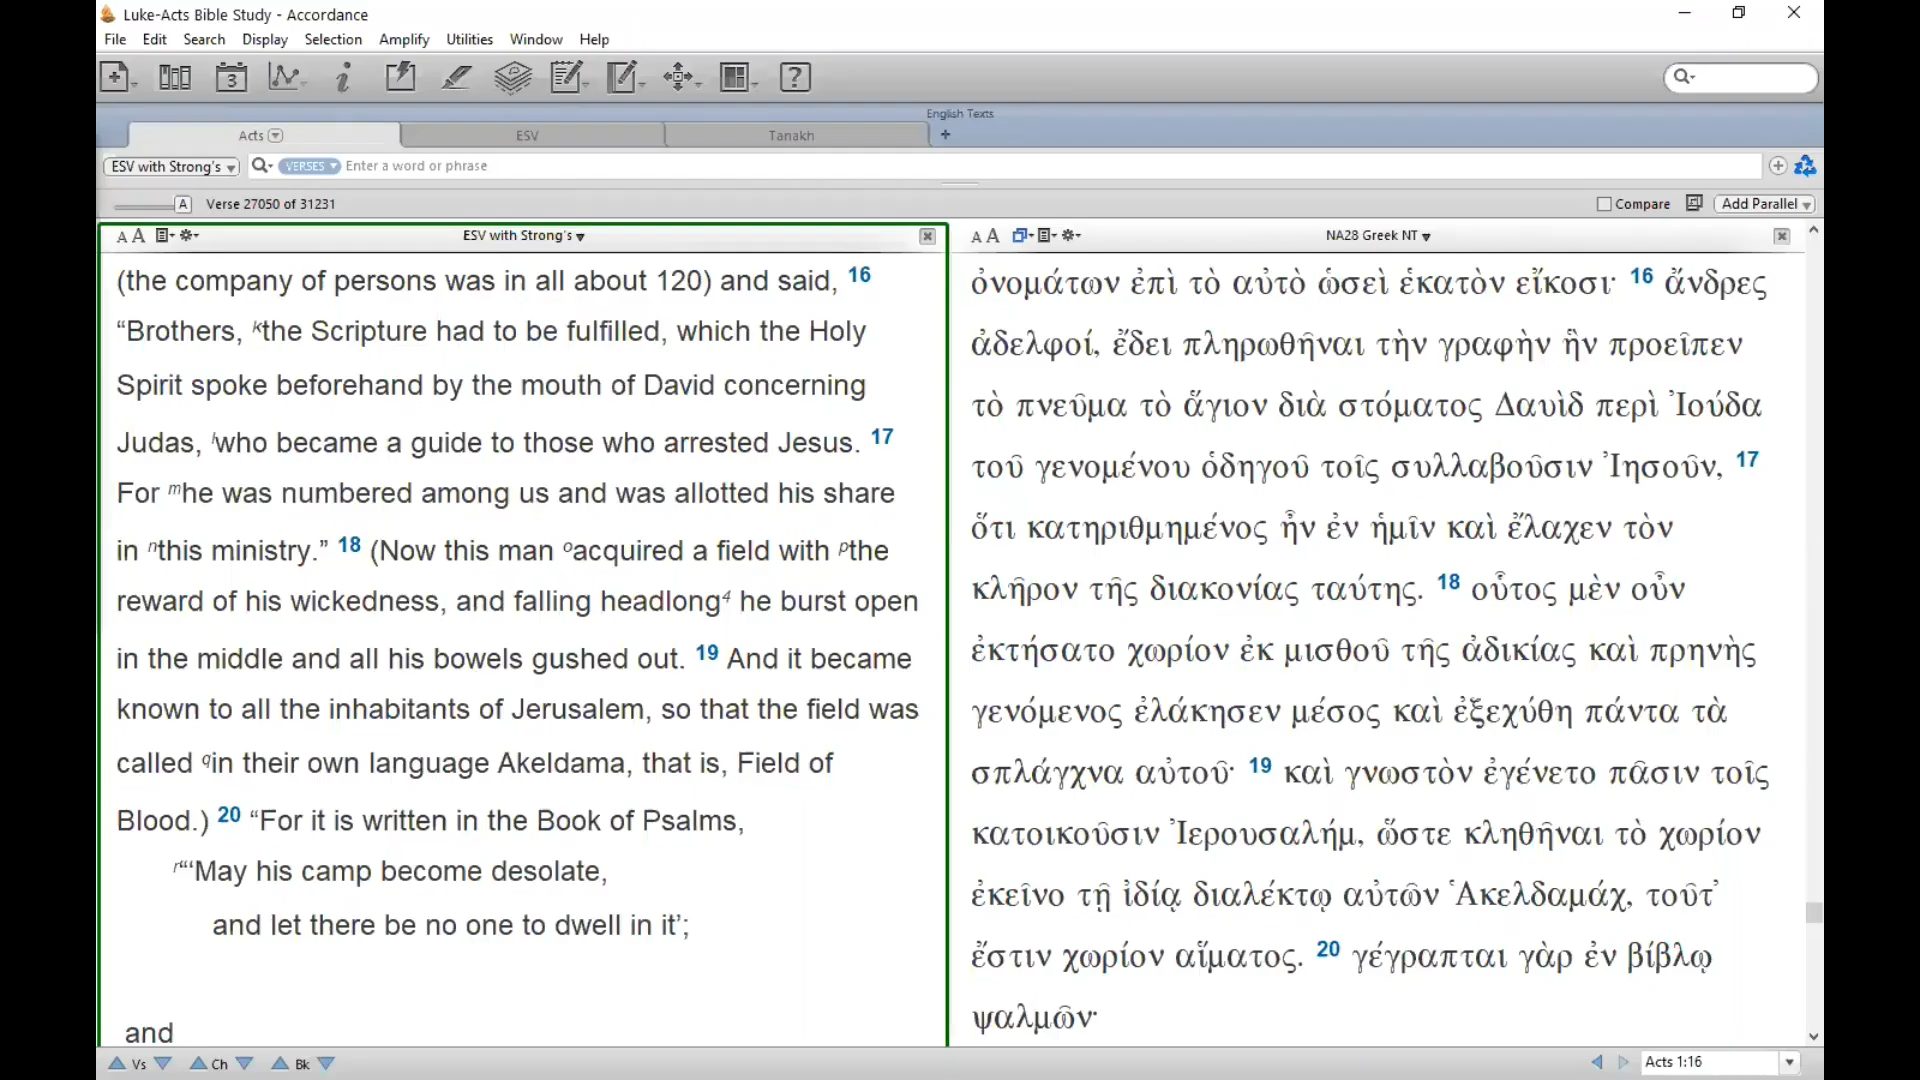 Luke-Acts Bible Study - Accordance
File Edit Search Display Selection Amplify Utilities Window Help
3
English Texts
Acts ESV Tanakh +
ESV with Strong's VERSES Enter a word or phrase
A Verse 27050 of 31231 Compare Add Parallel
A A ESV with Strong's
(the company of persons was in all about 120) and said, 16
“Brothers, kthe Scripture had to be fulfilled, which the Holy
Spirit spoke beforehand by the mouth of David concerning
Judas, lwho became a guide to those who arrested Jesus. 17
For mhe was numbered among us and was allotted his share
in nthis ministry.” 18 (Now this man oacquired a field with pthe
reward of his wickedness, and falling headlong4 he burst open
in the middle and all his bowels gushed out. 19 And it became
known to all the inhabitants of Jerusalem, so that the field was
called qin their own language Akeldama, that is, Field of
Blood.) 20 “For it is written in the Book of Psalms,
r“‘May his camp become desolate,
and let there be no one to dwell in it’;
and
A A NA28 Greek NT
ὀνομάτων ἐπὶ τὸ αὐτὸ ὡσεὶ ἑκατὸν εἴκοσι· 16 ἄνδρες
ἀδελφοί, ἔδει πληρωθῆναι τὴν γραφὴν ἣν προεῖπεν
τὸ πνεῦμα τὸ ἅγιον διὰ στόματος Δαυὶδ περὶ Ἰούδα
τοῦ γενομένου ὁδηγοῦ τοῖς συλλαβοῦσιν Ἰησοῦν, 17
ὅτι κατηριθμημένος ἦν ἐν ἡμῖν καὶ ἔλαχεν τὸν
κλῆρον τῆς διακονίας ταύτης. 18 οὗτος μὲν οὖν
ἐκτήσατο χωρίον ἐκ μισθοῦ τῆς ἀδικίας καὶ πρηνὴς
γενόμενος ἐλάκησεν μέσος καὶ ἐξεχύθη πάντα τὰ
σπλάγχνα αὐτοῦ· 19 καὶ γνωστὸν ἐγένετο πᾶσιν τοῖς
κατοικοῦσιν Ἰερουσαλήμ, ὥστε κληθῆναι τὸ χωρίον
ἐκεῖνο τῇ ἰδίᾳ διαλέκτῳ αὐτῶν Ἁκελδαμάχ, τοῦτ’
ἔστιν χωρίον αἵματος. 20 γέγραπται γὰρ ἐν βίβλῳ
ψαλμῶν·
Vs Ch Bk Acts 1:16